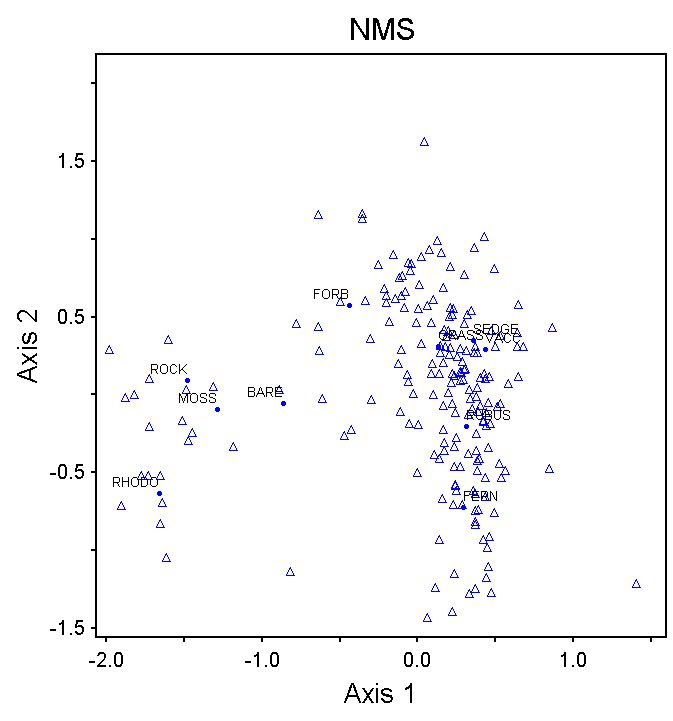 NMS
1.5
FORB
0.5
SEDGE
GRASS
VACC
ROCK
MOSS
BARE
RUBUS
-0.5
RHODO
FERN
-1.5
-2.0
-1.0
0.0
1.0
Axis 1
Axis 2